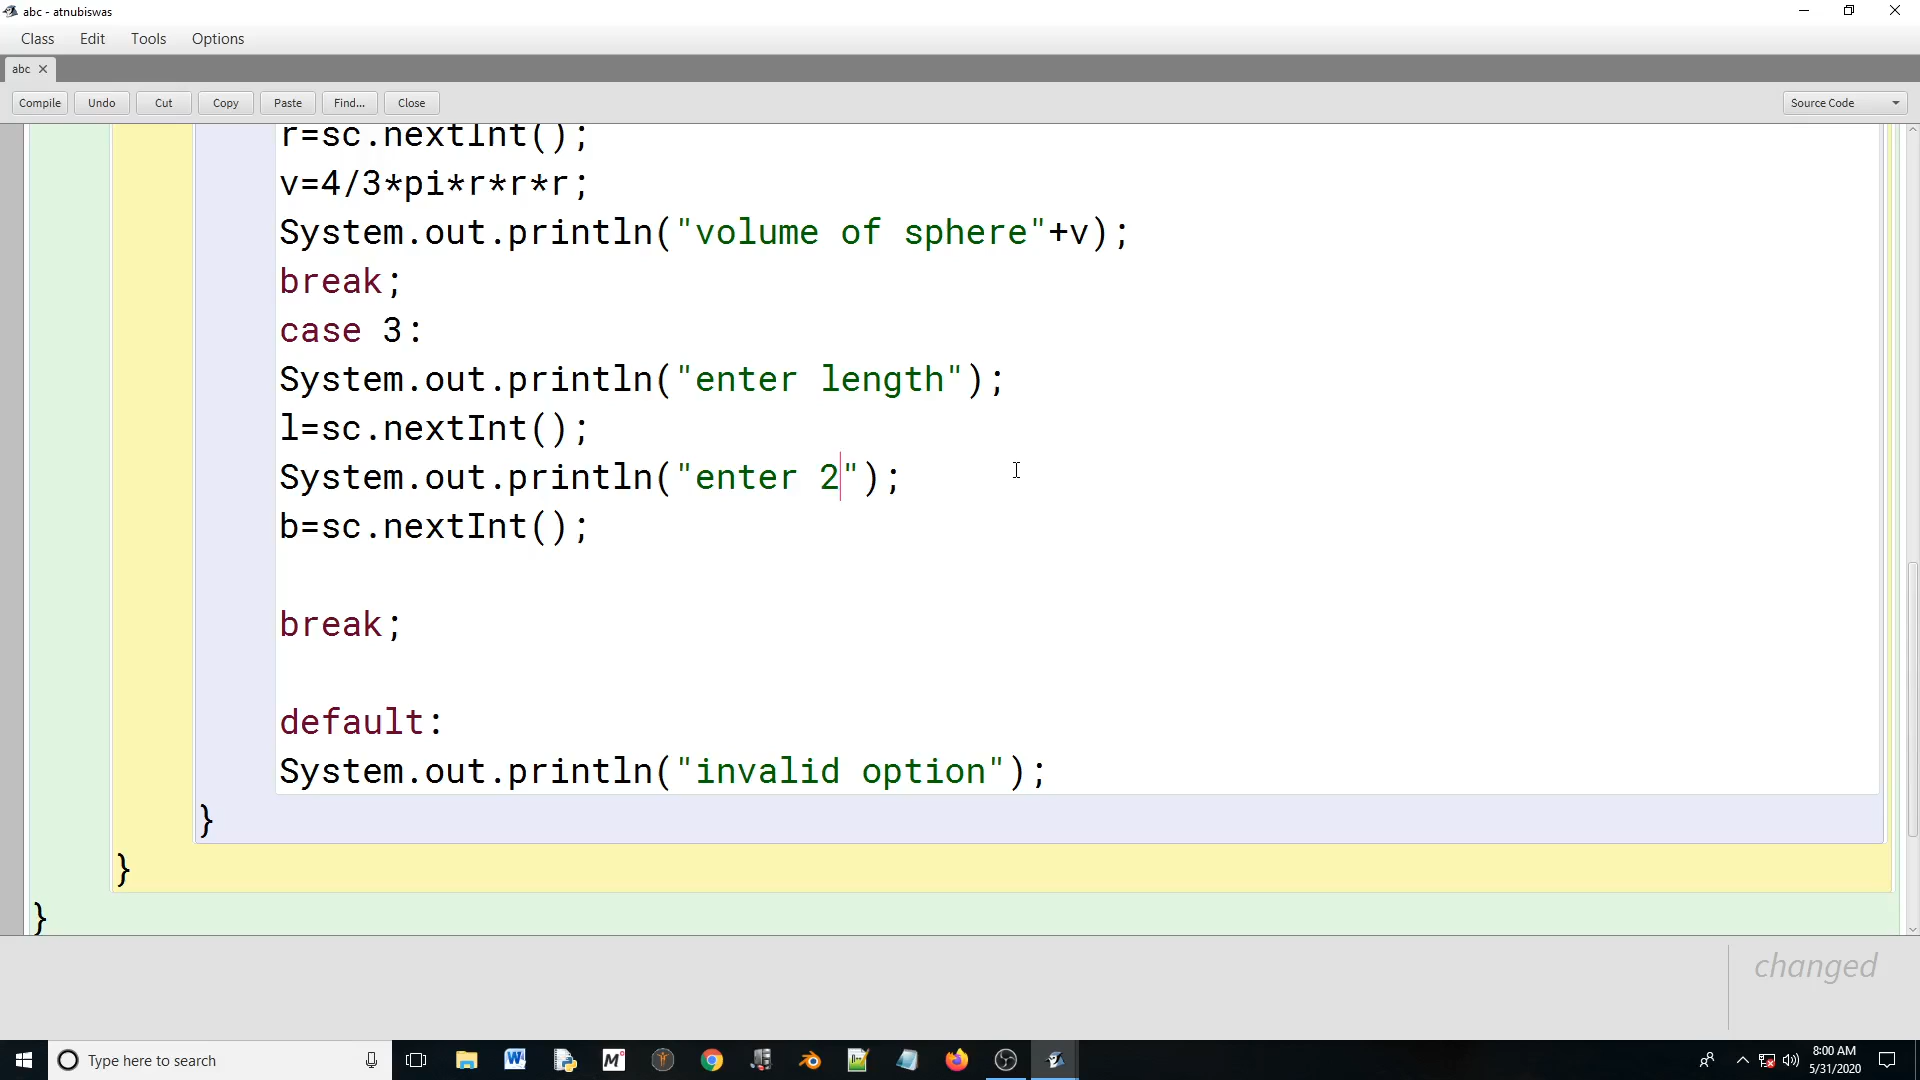 abc - atnubiswas
Class Edit Tools Options
abc
Compile Undo Cut Copy Paste Find... Close Source Code
r=sc.nextInt();
v=4/3*pi*r*r*r;
System.out.println("volume of sphere"+v);
break;
case 3:
System.out.println("enter length");
l=sc.nextInt();
System.out.println("enter 2");
b=sc.nextInt();
break;
default:
System.out.println("invalid option");
}
}
}
changed
Type here to search
8:00 AM
5/31/2020